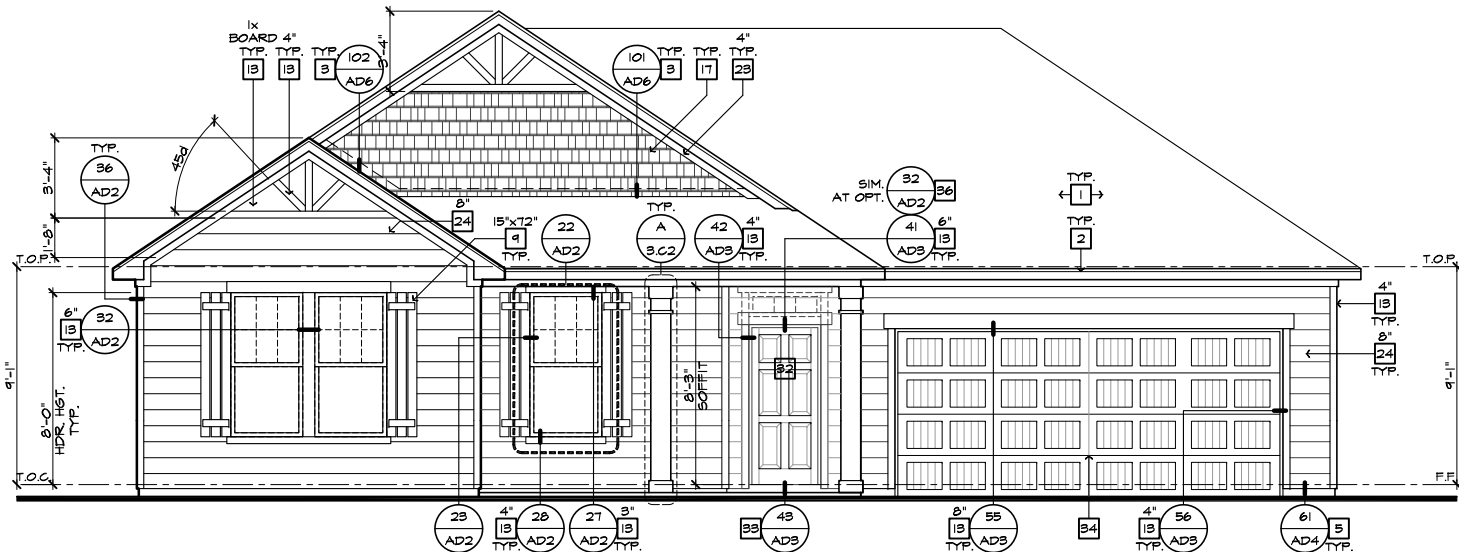 1x
BOARD 4"
TYP. TYP. TYP.
13 13 3
102
AD6
3'-4"
101
AD6
TYP.
3
17
4"
TYP.
23
45d
TYP.
36
AD2
3'-4"
1'-8"
8"
24
15"x72"
9
TYP.
22
AD2
TYP.
A
3.C2
42
AD3
4"
13
TYP.
SIM.
AT OPT.
32
AD2
36
41
AD3
6"
13
TYP.
TYP.
1
TYP.
2
T.O.P.
T.O.P.
6"
13
TYP.
32
AD2
4"
13
TYP.
8"
24
TYP.
9'-1"
8'-0"
HDR. HGT.
TYP.
8'-3"
SOFFIT
32
9'-1"
T.O.C.
F.F.
23
AD2
4"
13
TYP.
28
AD2
27
AD2
3"
13
TYP.
33
43
AD3
8"
13
TYP.
55
AD3
34
4"
13
TYP.
56
AD3
61
AD4
5
TYP.